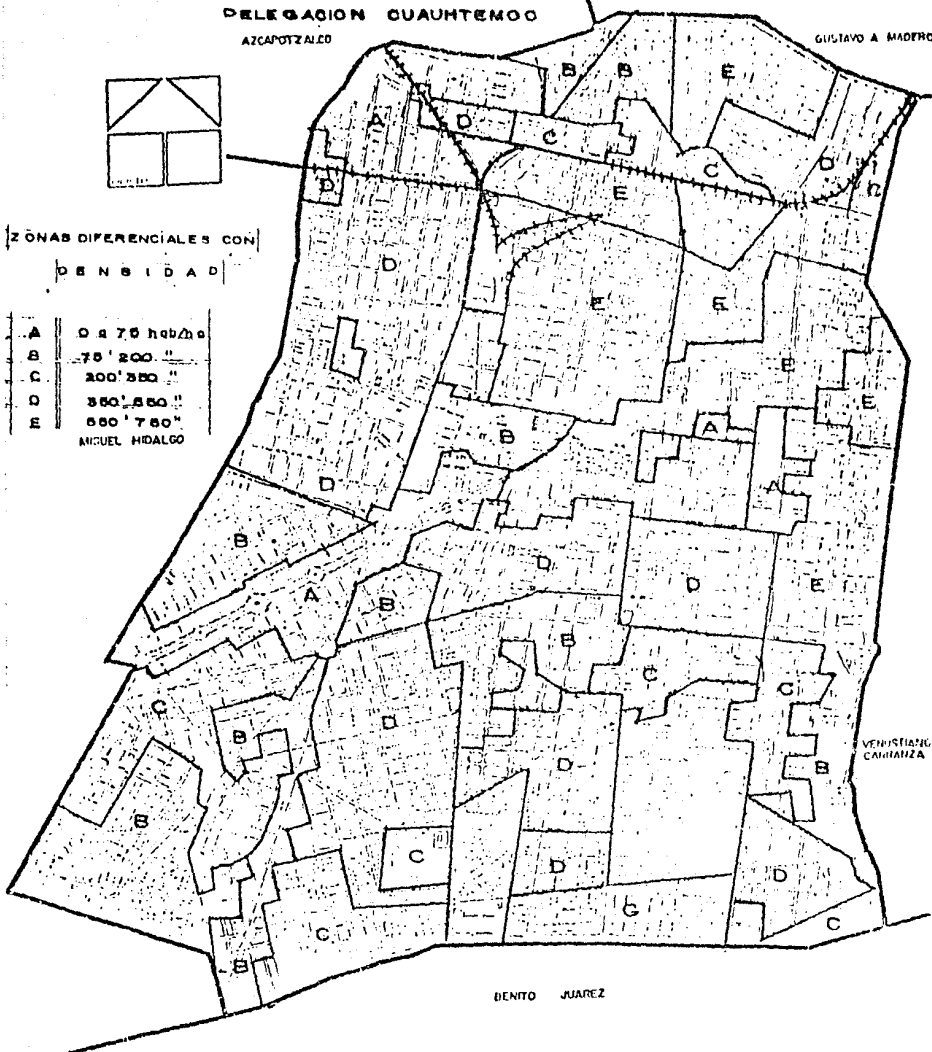 DELEGACION CUAUHTEMOC
AZCAPOTZALCO
GUSTAVO A MADERO
B B E
A D C
C D
D E
ZONAS DIFERENCIALES CON
DENSIDAD
D
E E
A 0 a 75 hab/ha
B 75 ' 200 "
C 200 ' 350 "
D 350 ' 550 "
E 550 ' 750 "
MIGUEL HIDALGO
E
E
A
B
D
A
B
D D E
A B
B
C C
C
B D
VENUSTIANO
CARRANZA
D B
B
C
D D
G C
C
B
BENITO JUAREZ